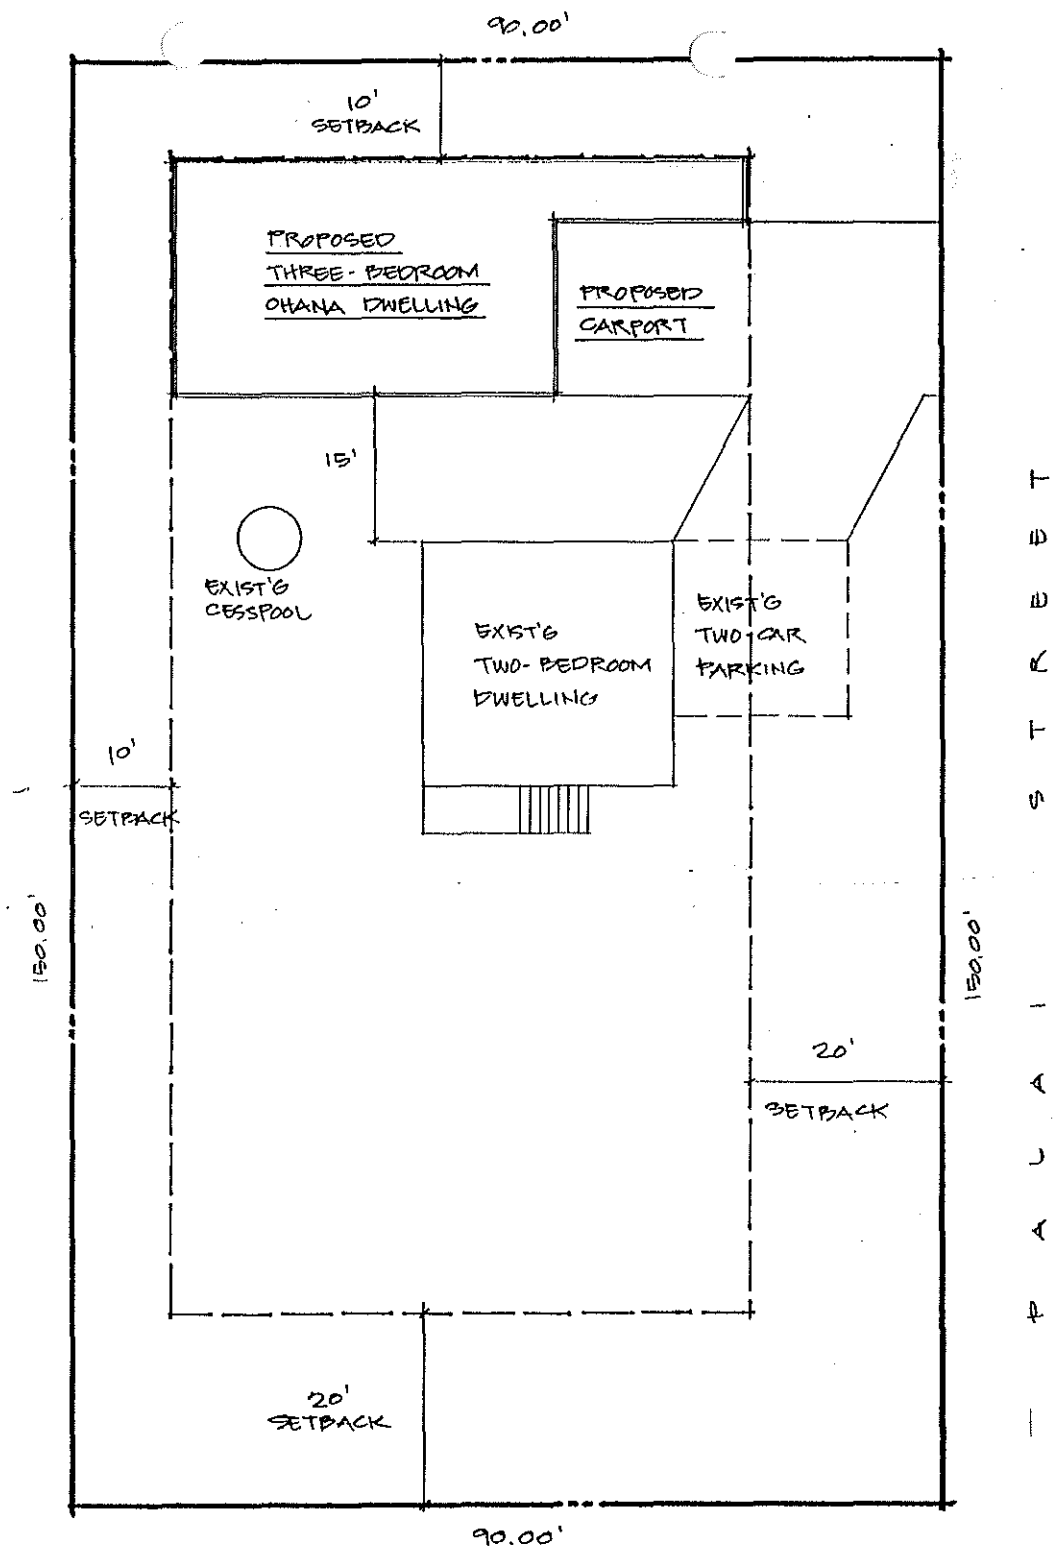 90.00'
10'
SETBACK
PROPOSED
THREE-BEDROOM
OHANA DWELLING
PROPOSED
CARPORT
15'
EXIST'G
CESSPOOL
EXIST'G
TWO-BEDROOM
DWELLING
EXIST'G
TWO-CAR
PARKING
10'
SETBACK
150.00'
150.00'
20'
SETBACK
20'
SETBACK
90.00'
PALAI STREET